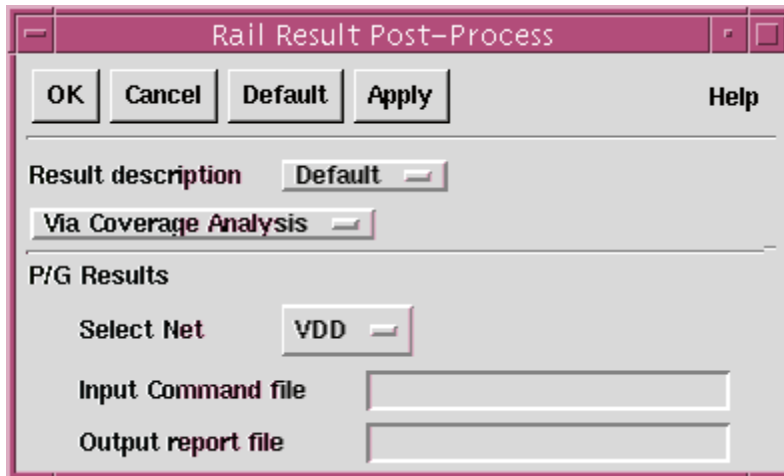 Rail Result Post-Process
OK Cancel Default Apply Help
Result description Default
Via Coverage Analysis
P/G Results
Select Net VDD
Input Command file
Output report file